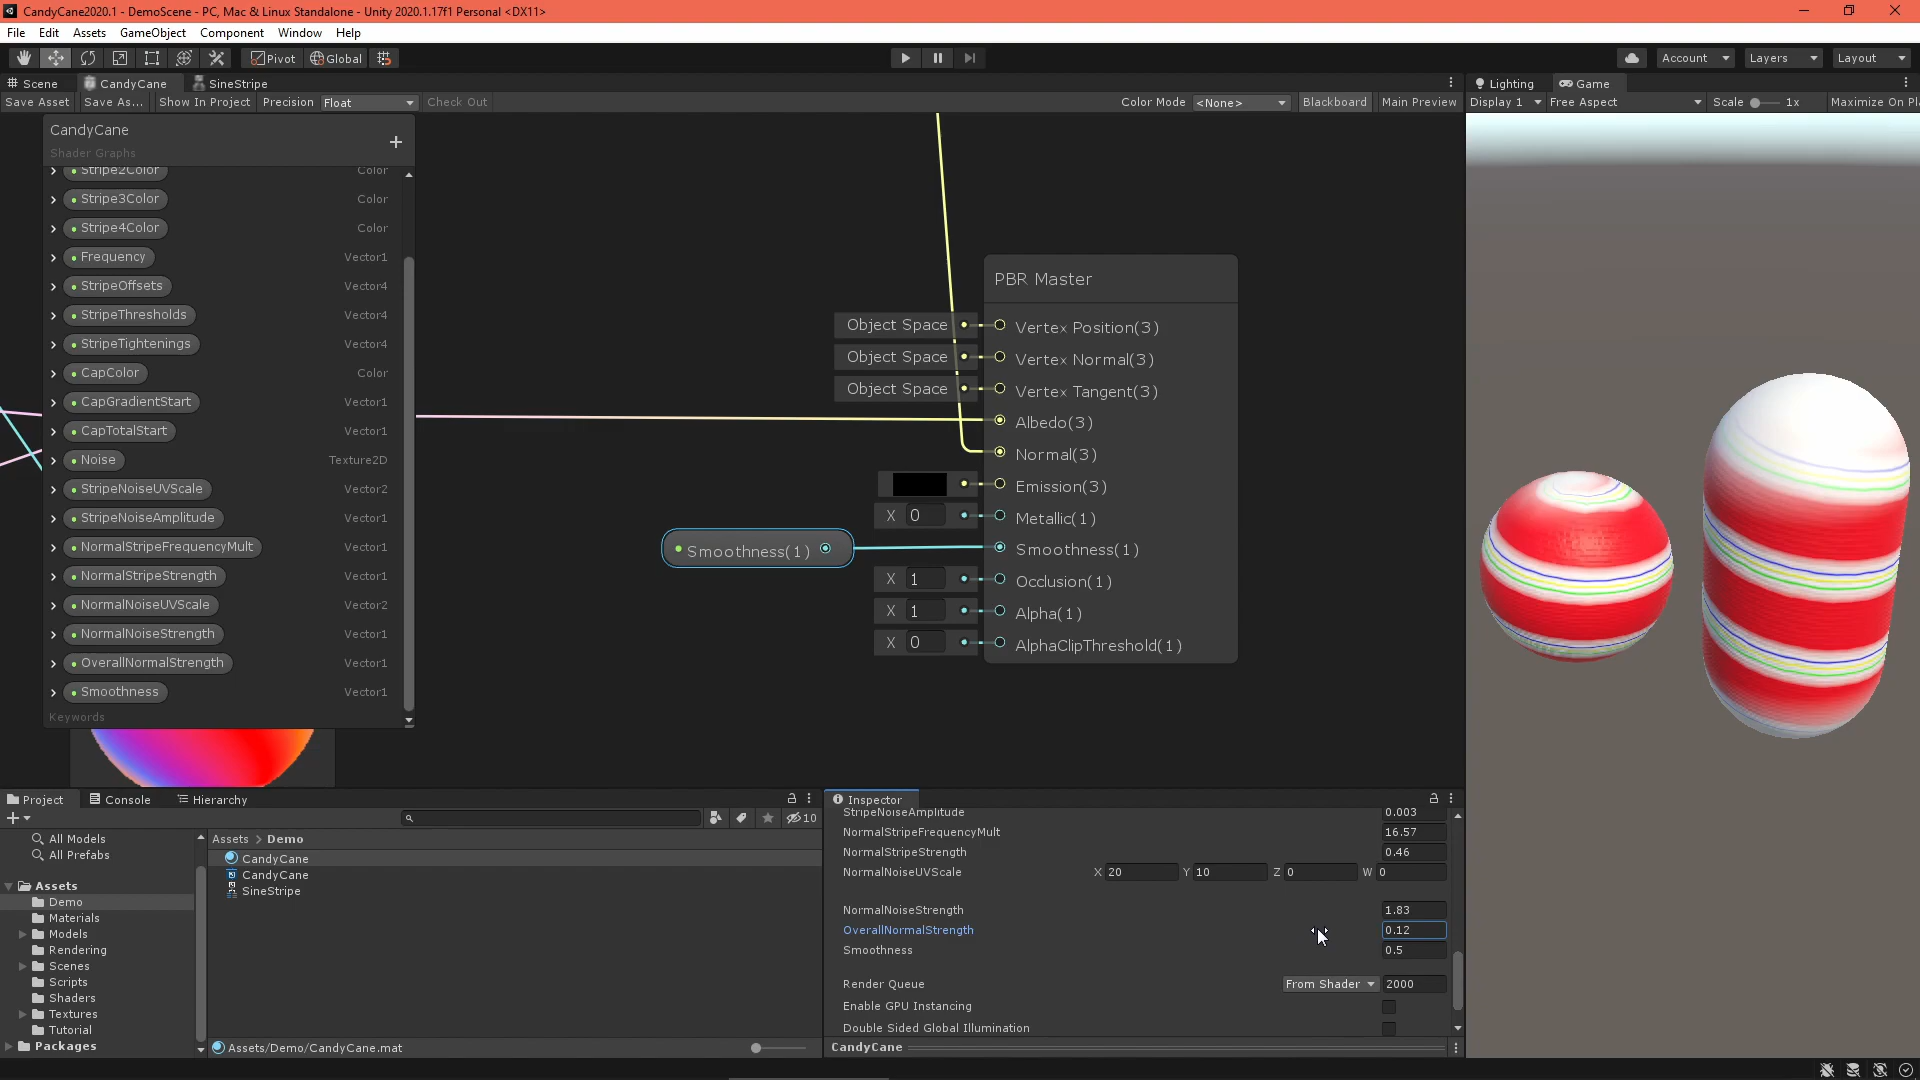 CandyCane2020.1 - DemoScene - PC, Mac & Linux Standalone - Unity 2020.1.17f1 Personal <DX11>
File Edit Assets GameObject Component Window Help
Pivot Global Account Layers Layout
Scene CandyCane SineStripe Lighting Game
Save Asset Save As... Show In Project Precision Float Check Out Color Mode <None> Blackboard Main Preview Display 1 Free Aspect Scale 1x Maximize On Pl
CandyCane
Shader Graphs
Stripe2Color Color
Stripe3Color Color
Stripe4Color Color
Frequency Vector1
StripeOffsets Vector4
StripeThresholds Vector4
StripeTightenings Vector4
CapColor Color
CapGradientStart Vector1
CapTotalStart Vector1
Noise Texture2D
StripeNoiseUVScale Vector2
StripeNoiseAmplitude Vector1
NormalStripeFrequencyMult Vector1
NormalStripeStrength Vector1
NormalNoiseUVScale Vector2
NormalNoiseStrength Vector1
OverallNormalStrength Vector1
Smoothness Vector1
Keywords
PBR Master
Object Space Vertex Position(3)
Object Space Vertex Normal(3)
Object Space Vertex Tangent(3)
Albedo(3)
Normal(3)
Emission(3)
X 0 Metallic(1)
Smoothness(1) Smoothness(1)
X 1 Occlusion(1)
X 1 Alpha(1)
X 0 AlphaClipThreshold(1)
Project Console Hierarchy
10
All Models
All Prefabs
Assets
Demo
Materials
Models
Rendering
Scenes
Scripts
Shaders
Textures
Tutorial
Packages
Assets > Demo
CandyCane
CandyCane
SineStripe
Assets/Demo/CandyCane.mat
Inspector
StripeNoiseAmplitude 0.003
NormalStripeFrequencyMult 16.57
NormalStripeStrength 0.46
NormalNoiseUVScale X 20 Y 10 Z 0 W 0
NormalNoiseStrength 1.83
OverallNormalStrength 0.12
Smoothness 0.5
Render Queue From Shader 2000
Enable GPU Instancing
Double Sided Global Illumination
CandyCane